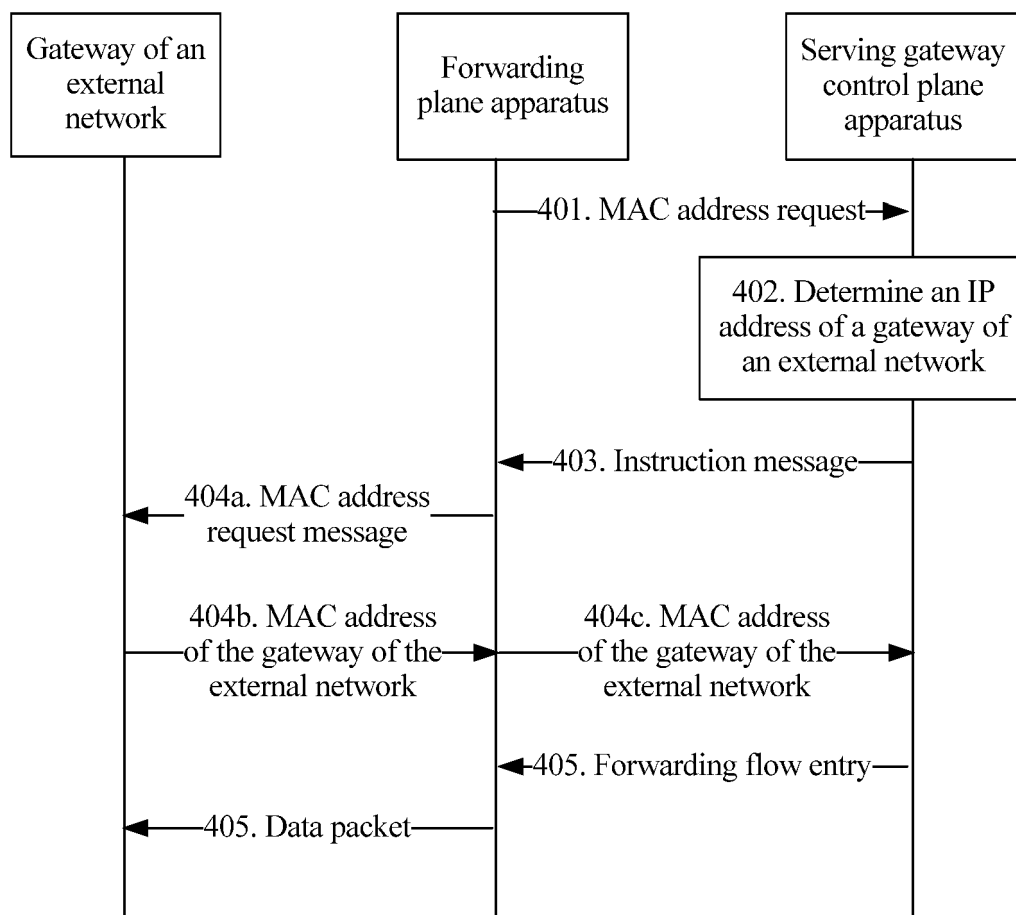 Gateway of an
external
network
Forwarding
plane apparatus
Serving gateway
control plane
apparatus
401. MAC address request
402. Determine an IP
address of a gateway of
an external network
403. Instruction message
404a. MAC address
request message
404b. MAC address
of the gateway of the
external network
404c. MAC address
of the gateway of the
external network
405. Forwarding flow entry
405. Data packet